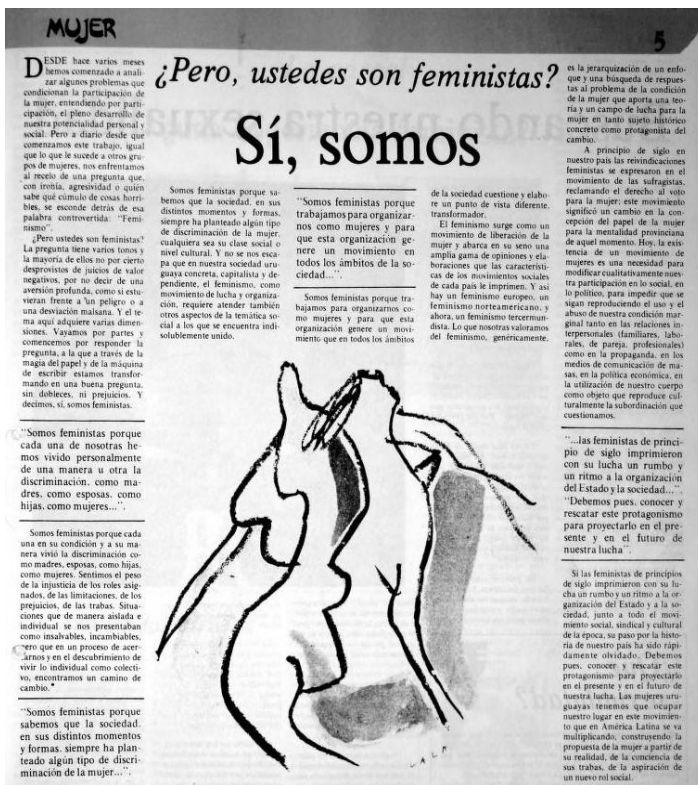 MUJER
5
¿Pero, ustedes son feministas?
Sí, somos
DESDE hace varios meses
hemos comenzado a anali-
zar algunos problemas que
condicionan la participación de
la mujer, entendiendo por parti-
cipación, el pleno desarrollo de
nuestra potencialidad personal y
social. Pero a diario desde que
comenzamos este trabajo, igual
que lo que le sucede a otros gru-
pos de mujeres, nos enfrentamos
al recelo de una pregunta que,
con ironía, agresividad o quién
sabe qué cúmulo de cosas horri-
bles, se esconde detrás de esa
palabra controvertida: "Femi-
nismo".
¿Pero ustedes son feministas?
La pregunta tiene varios tonos y
la mayoría de ellos no por cierto
desprovistos de juicios de valor
negativos, por no decir de una
aversión profunda, como si estu-
vieran frente a un peligro o a
una desviación malsana. Y el te-
ma aquí adquiere varias dimen-
siones. Vayamos por partes y
comencemos por responder la
pregunta, a la que a través de la
magia del papel y de la máquina
de escribir estamos transfor-
mando en una buena pregunta,
sin dobleces, ni prejuicios. Y
decimos, sí, somos feministas.
"Somos feministas porque
cada una de nosotras he-
mos vivido personalmente
de una manera u otra la
discriminación, como ma-
dres, como esposas, como
hijas, como mujeres...".
Somos feministas porque cada
una en su condición y a su ma-
nera vivió la discriminación co-
mo madres, esposas, como hijas,
como mujeres. Sentimos el peso
de la injusticia de los roles asig-
nados, de las limitaciones, de los
prejuicios, de las trabas. Situa-
ciones que de manera aislada e
individual se nos presentaban
como insalvables, incambiables,
pero que en un proceso de acer-
carnos y en el descubrimiento de
vivir lo individual como colecti-
vo, encontramos un camino de
cambio.
"Somos feministas porque
sabemos que la sociedad,
en sus distintos momentos
y formas, siempre ha plan-
teado algún tipo de discri-
minación de la mujer...".
Somos feministas porque sa-
bemos que la sociedad, en sus
distintos momentos y formas,
siempre ha planteado algún tipo
de discriminación de la mujer,
cualquiera sea su clase social o
nivel cultural. Y no se nos esca-
pa que en nuestra sociedad uru-
guaya concreta, capitalista y de-
pendiente, el feminismo, como
movimiento de lucha y organiza-
ción, requiere atender también
otros aspectos de la temática so-
cial a los que se encuentra indi-
solublemente unido.
"Somos feministas porque
trabajamos para organizar-
nos como mujeres y para
que esta organización ge-
nere un movimiento en
todos los ámbitos de la so-
ciedad...".
Somos feministas porque tra-
bajamos para organizarnos co-
mo mujeres y para que esta
organización genere un movi-
miento que en todos los ámbitos
de la sociedad cuestione y elabo-
re un punto de vista diferente,
transformador.
El feminismo surge como un
movimiento de liberación de la
mujer y abarca en su seno una
amplia gama de opiniones y ela-
boraciones que las característi-
cas de los movimientos sociales
de cada país le imprimen. Y así
hay un feminismo europeo, un
feminismo norteamericano, y
ahora, un feminismo tercermun-
dista. Lo que nosotras valoramos
del feminismo, genéricamente,
es la jerarquización de un enfo-
que y una búsqueda de respues-
tas al problema de la condición
de la mujer que aporta una teo-
ría y un campo de lucha para la
mujer en tanto sujeto histórico
concreto como protagonista del
cambio.
A principio de siglo en
nuestro país las reivindicaciones
feministas se expresaron en el
movimiento de las sufragistas,
reclamando el derecho al voto
para la mujer; este movimiento
significó un cambio en la con-
cepción del papel de la mujer
para la mentalidad provinciana
de aquel momento. Hoy, la exis-
tencia de un movimiento de
mujeres es una necesidad para
modificar cualitativamente nues-
tra participación en lo social, en
lo político, para impedir que se
sigan reproduciendo el uso y el
abuso de nuestra condición mar-
ginal tanto en las relaciones in-
terpersonales (familiares, labo-
rales, de pareja, profesionales)
como en la propaganda, en los
medios de comunicación de ma-
sas, en la política económica, en
la utilización de nuestro cuerpo
como objeto que reproduce cul-
turalmente la subordinación que
cuestionamos.
"...las feministas de princi-
pio de siglo imprimieron
con su lucha un rumbo y
un ritmo a la organización
del Estado y la sociedad...".
"Debemos pues, conocer y
rescatar este protagonismo
para proyectarlo en el pre-
sente y en el futuro de
nuestra lucha".
Si las feministas de principios
de siglo imprimieron con su lu-
cha un rumbo y un ritmo a la or-
ganización del Estado y a la so-
ciedad, junto a todo el movi-
miento social, sindical y cultural
de la época, su paso por la histo-
ria de nuestro país ha sido rápi-
damente olvidado. Debemos
pues, conocer y rescatar este
protagonismo para proyectarlo
en el presente y en el futuro de
nuestra lucha. Las mujeres uru-
guayas tenemos que ocupar
nuestro lugar en este movimien-
to que en América Latina se va
multiplicando, construyendo la
propuesta de la mujer a partir de
su realidad, de la conciencia de
sus trabas, de la aspiración de
un nuevo rol social.
LALA